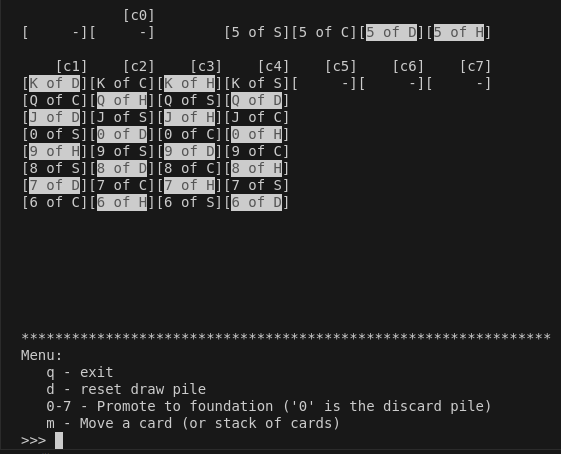 [c0]
[     -][     -]        [5 of S][5 of C][5 of D][5 of H]
[c1]    [c2]    [c3]    [c4]    [c5]    [c6]    [c7]
[K of D][K of C][K of H][K of S][     -][     -][     -]
[Q of C][Q of H][Q of S][Q of D]
[J of D][J of S][J of H][J of C]
[0 of S][0 of D][0 of C][0 of H]
[9 of H][9 of S][9 of D][9 of C]
[8 of S][8 of D][8 of C][8 of H]
[7 of D][7 of C][7 of H][7 of S]
[6 of C][6 of H][6 of S][6 of D]
***************************************************************
Menu:
   q - exit
   d - reset draw pile
   0-7 - Promote to foundation ('0' is the discard pile)
   m - Move a card (or stack of cards)
>>>